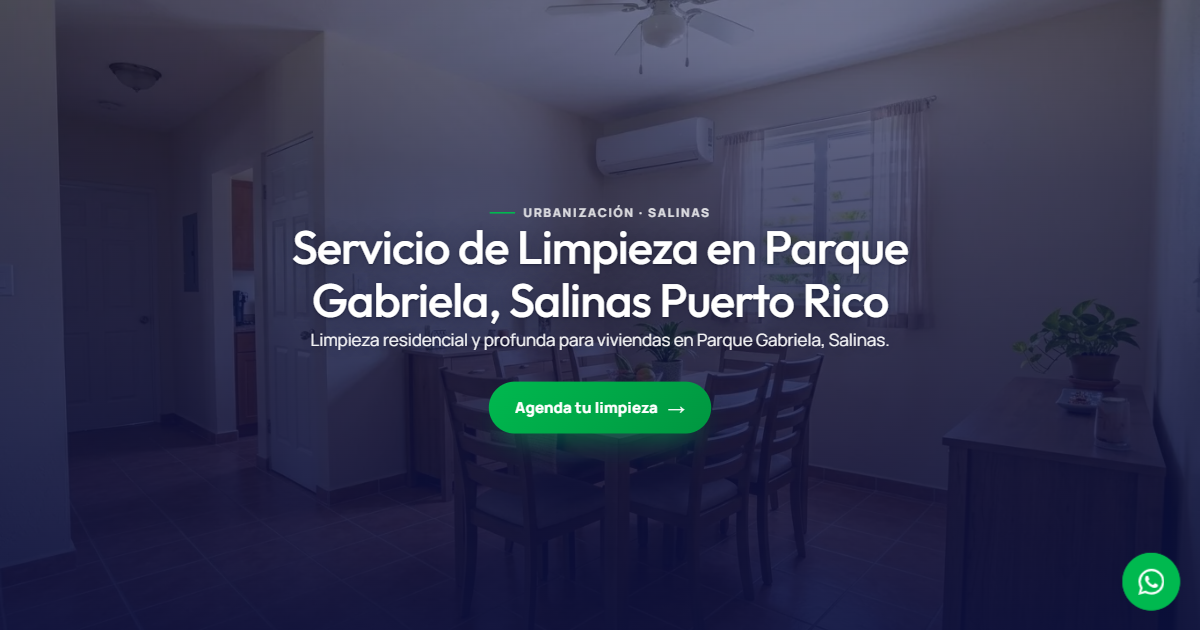 URBANIZACIÓN · SALINAS
Servicio de Limpieza en Parque
Gabriela, Salinas Puerto Rico
Limpieza residencial y profunda para viviendas en Parque Gabriela, Salinas.
Agenda tu limpieza →